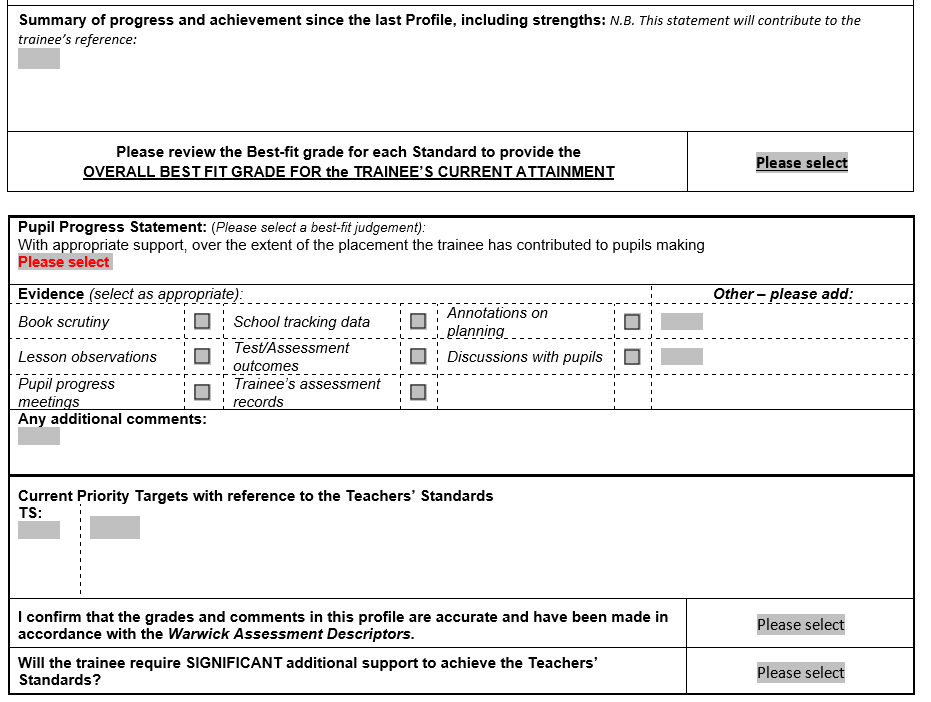 Summary of progress and achievement since the last Profile, including strengths: N.B. This statement will contribute to the
trainee's reference:
Please review the Best-fit grade for each Standard to provide the
OVERALL BEST FIT GRADE FOR the TRAINEE'S CURRENT ATTAINMENT
Please select
Pupil Progress Statement: (Please select a best-fit judgement):
With appropriate support, over the extent of the placement the trainee has contributed to pupils making
Please select
Evidence (select as appropriate):
Other – please add:
Book scrutiny
School tracking data
Annotations on
planning
Lesson observations
Test/Assessment
outcomes
Discussions with pupils
Pupil progress
meetings
Trainee's assessment
records
Any additional comments:
Current Priority Targets with reference to the Teachers' Standards
TS:
I confirm that the grades and comments in this profile are accurate and have been made in
accordance with the Warwick Assessment Descriptors.
Please select
Will the trainee require SIGNIFICANT additional support to achieve the Teachers'
Standards?
Please select